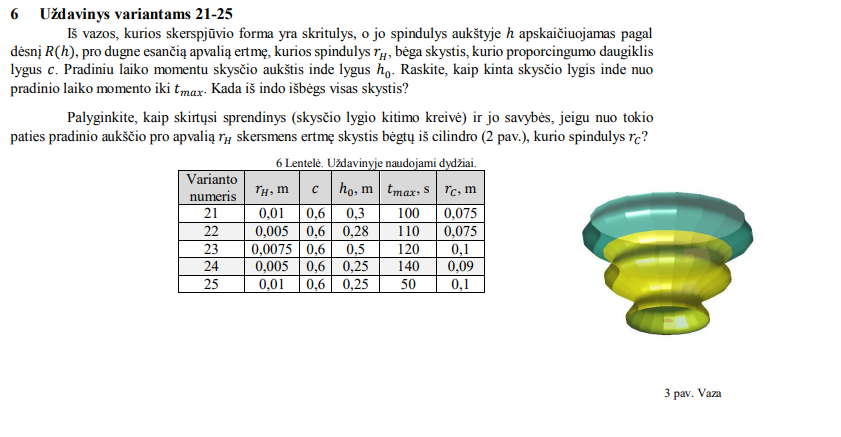 6 Uždavinys variantams 21-25
Iš vazos, kurios skerspjūvio forma yra skritulys, o jo spindulys aukštyje h apskaičiuojamas pagal
dėsnį R(h), pro dugne esančią apvalią ertmę, kurios spindulys r_H, bėga skystis, kurio proporcingumo daugiklis
lygus c. Pradiniu laiko momentu skysčio aukštis inde lygus h₀. Raskite, kaip kinta skysčio lygis inde nuo
pradinio laiko momento iki t_max. Kada iš indo išbėgs visas skystis?
Palyginkite, kaip skirtųsi sprendinys (skysčio lygio kitimo kreivė) ir jo savybės, jeigu nuo tokio
paties pradinio aukščio pro apvalią r_H skersmens ertmę skystis bėgtų iš cilindro (2 pav.), kurio spindulys r_C?
6 Lentelė. Uždavinyje naudojami dydžiai.
Varianto numeris r_H, m c h₀, m t_max, s r_C, m
21 0,01 0,6 0,3 100 0,075
22 0,005 0,6 0,28 110 0,075
23 0,0075 0,6 0,5 120 0,1
24 0,005 0,6 0,25 140 0,09
25 0,01 0,6 0,25 50 0,1
3 pav. Vaza